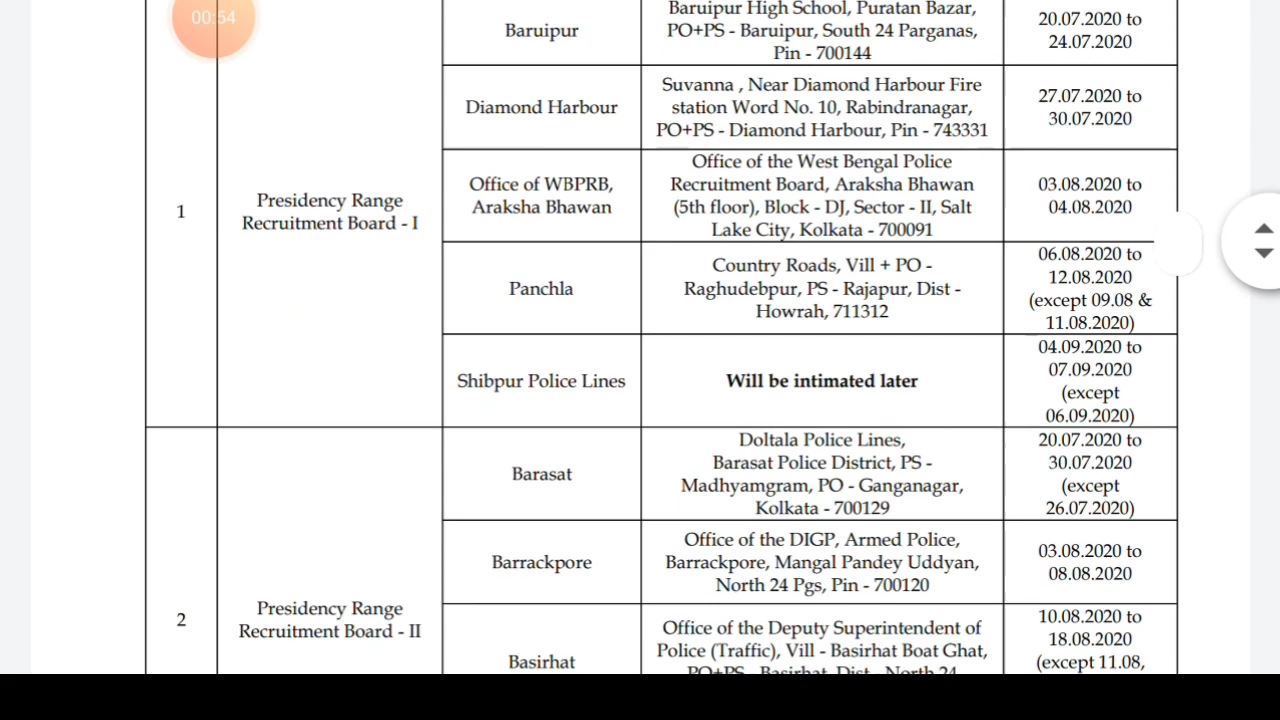 00:54
Baruipur
Baruipur High School, Puratan Bazar,
PO+PS - Baruipur, South 24 Parganas,
Pin - 700144
20.07.2020 to
24.07.2020
Diamond Harbour
Suvanna , Near Diamond Harbour Fire
station Word No. 10, Rabindranagar,
PO+PS - Diamond Harbour, Pin - 743331
27.07.2020 to
30.07.2020
1
Presidency Range
Recruitment Board - I
Office of WBPRB,
Araksha Bhawan
Office of the West Bengal Police
Recruitment Board, Araksha Bhawan
(5th floor), Block - DJ, Sector - II, Salt
Lake City, Kolkata - 700091
03.08.2020 to
04.08.2020
Panchla
Country Roads, Vill + PO -
Raghudebpur, PS - Rajapur, Dist -
Howrah, 711312
06.08.2020 to
12.08.2020
(except 09.08 &
11.08.2020)
Shibpur Police Lines
Will be intimated later
04.09.2020 to
07.09.2020
(except
06.09.2020)
Barasat
Doltala Police Lines,
Barasat Police District, PS -
Madhyamgram, PO - Ganganagar,
Kolkata - 700129
20.07.2020 to
30.07.2020
(except
26.07.2020)
Barrackpore
Office of the DIGP, Armed Police,
Barrackpore, Mangal Pandey Uddyan,
North 24 Pgs, Pin - 700120
03.08.2020 to
08.08.2020
2
Presidency Range
Recruitment Board - II
Basirhat
Office of the Deputy Superintendent of
Police (Traffic), Vill - Basirhat Boat Ghat,
PO+PS - Basirhat, Dist - North 24
10.08.2020 to
18.08.2020
(except 11.08,